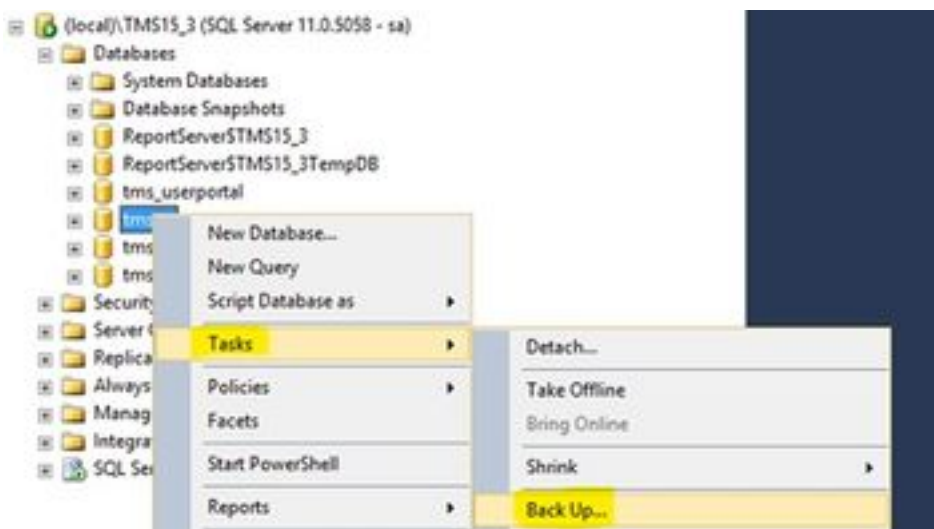 (local)\TMS15_3 (SQL Server 11.0.5058 - sa)
Databases
System Databases
Database Snapshots
ReportServer$TMS15_3
ReportServer$TMS15_3TempDB
tms_userportal
tms
tms
Security
Server
Replica
Always
Manag
Integra
SQL Ser
New Database...
New Query
Script Database as
Tasks
Policies
Facets
Start PowerShell
Reports
Detach...
Take Offline
Bring Online
Shrink
Back Up...